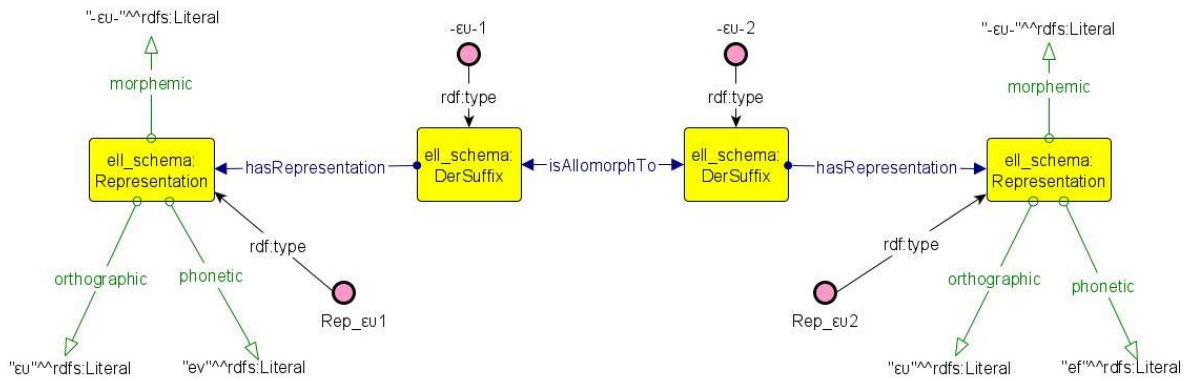 "-ευ-"^^rdfs:Literal
-ευ-1
-ευ-2
"-ευ-"^^rdfs:Literal
morphemic
rdf:type
rdf:type
morphemic
ell_schema:
Representation
hasRepresentation
ell_schema:
DerSuffix
isAllomorphTo
ell_schema:
DerSuffix
hasRepresentation
ell_schema:
Representation
rdf:type
rdf:type
orthographic
phonetic
orthographic
phonetic
Rep_ευ1
Rep_ευ2
"ευ"^^rdfs:Literal
"ev"^^rdfs:Literal
"ευ"^^rdfs:Literal
"ef"^^rdfs:Literal